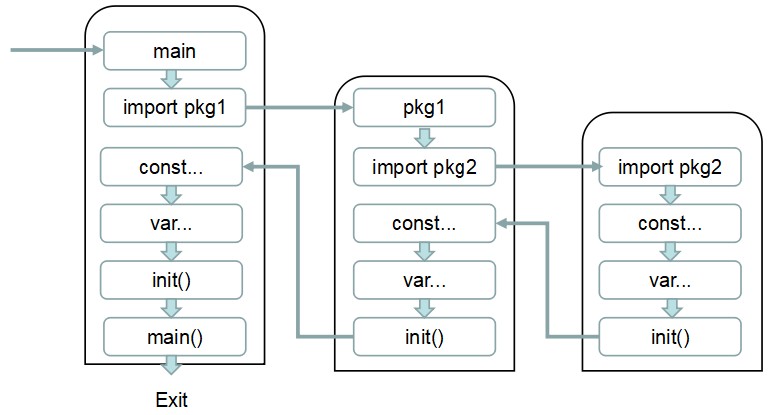 main
import pkg1
const...
var...
init()
main()
Exit
pkg1
import pkg2
const...
var...
init()
import pkg2
const...
var...
init()